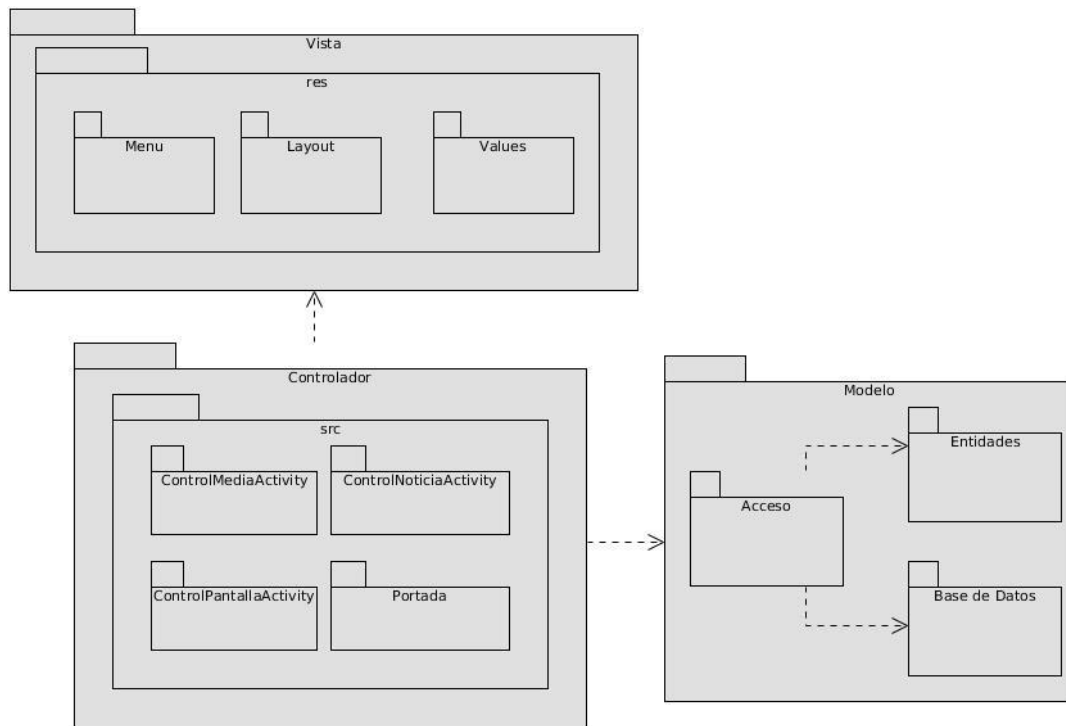 Vista
res
Menu
Layout
Values
Controlador
src
ControlMediaActivity
ControlNoticiaActivity
ControlPantallaActivity
Portada
Modelo
Entidades
Acceso
Base de Datos